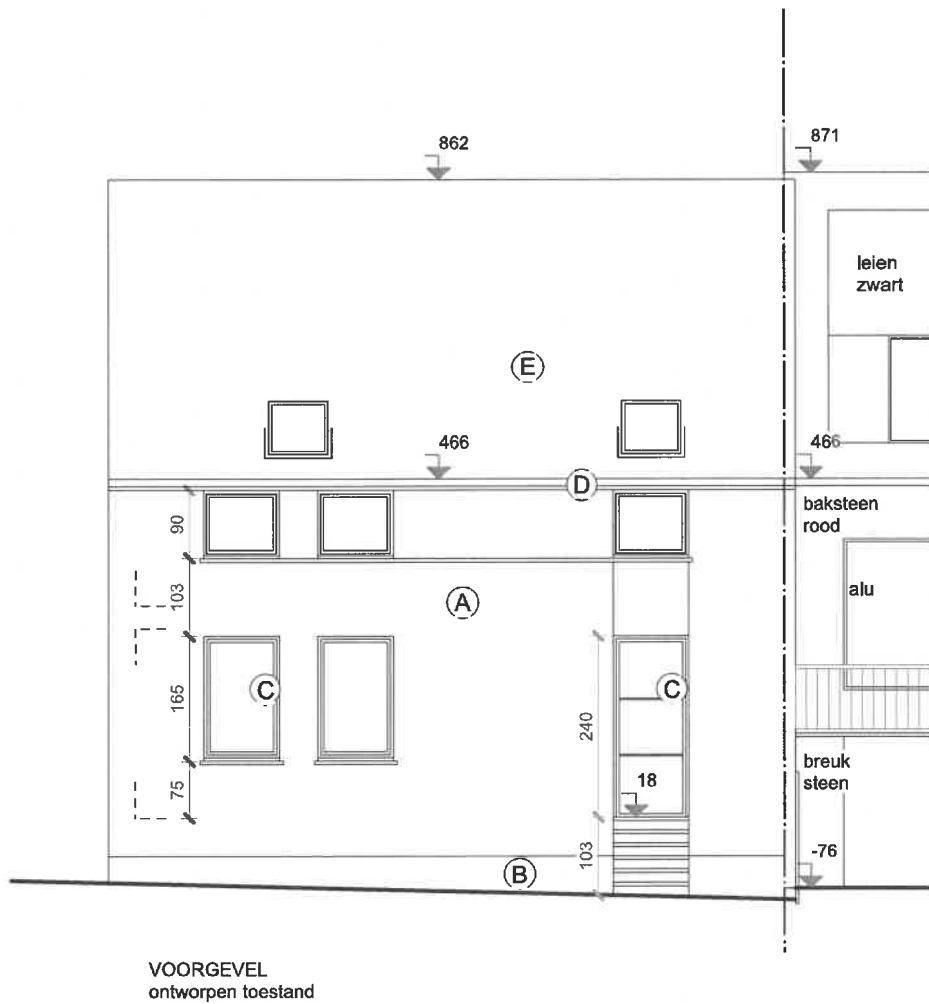 862
871
leien
zwart
E
466
466
D
baksteen
rood
90
103
A
alu
C
C
165
240
75
18
breuk
steen
103
B
-76
VOORGEVEL
ontworpen toestand